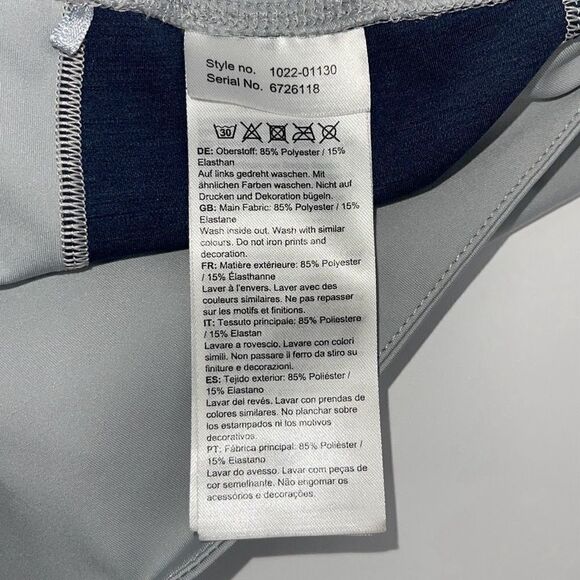 Style no. 1022-01130
Serial No. 6726118
30
DE: Oberstoff: 85% Polyester / 15%
Elasthan
Auf links gedreht waschen. Mit
ähnlichen Farben waschen. Nicht auf
Drucken und Dekoration bügeln.
GB: Main Fabric: 85% Polyester / 15%
Elastane
Wash inside out. Wash with similar
colours. Do not iron prints and
decoration.
FR: Matière extérieure: 85% Polyester
/ 15% Élasthanne
Laver à l'envers. Laver avec des
couleurs similaires. Ne pas repasser
sur les motifs et finitions.
IT: Tessuto principale: 85% Poliestere
/ 15% Elastan
Lavare a rovescio. Lavare con colori
simili. Non passare il ferro da stiro su
finiture e decorazioni.
ES: Tejido exterior: 85% Poliéster /
15% Elastano
Lavar del revés. Lavar con prendas de
colores similares. No planchar sobre
los estampados ni los motivos
decorativos.
PT: Fábrica principal: 85% Poliéster /
15% Elastano
Lavar do avesso. Lavar com peças de
cor semelhante. Não engomar os
acessórios e decorações.